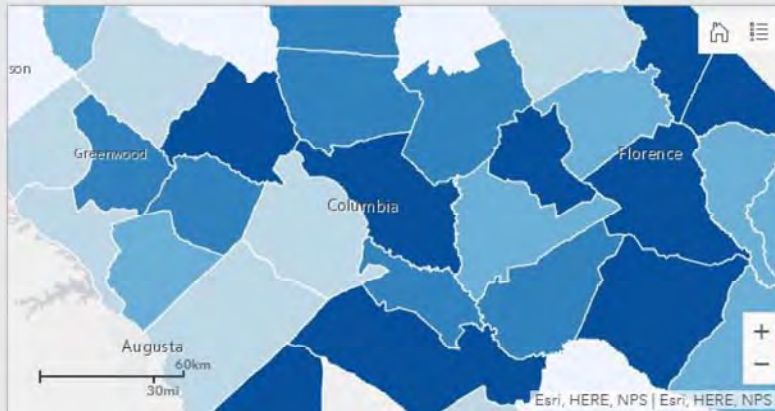 son
Greenwood
Florence
Columbia
Augusta
60km
30mi
+
−
Esri, HERE, NPS | Esri, HERE, NPS